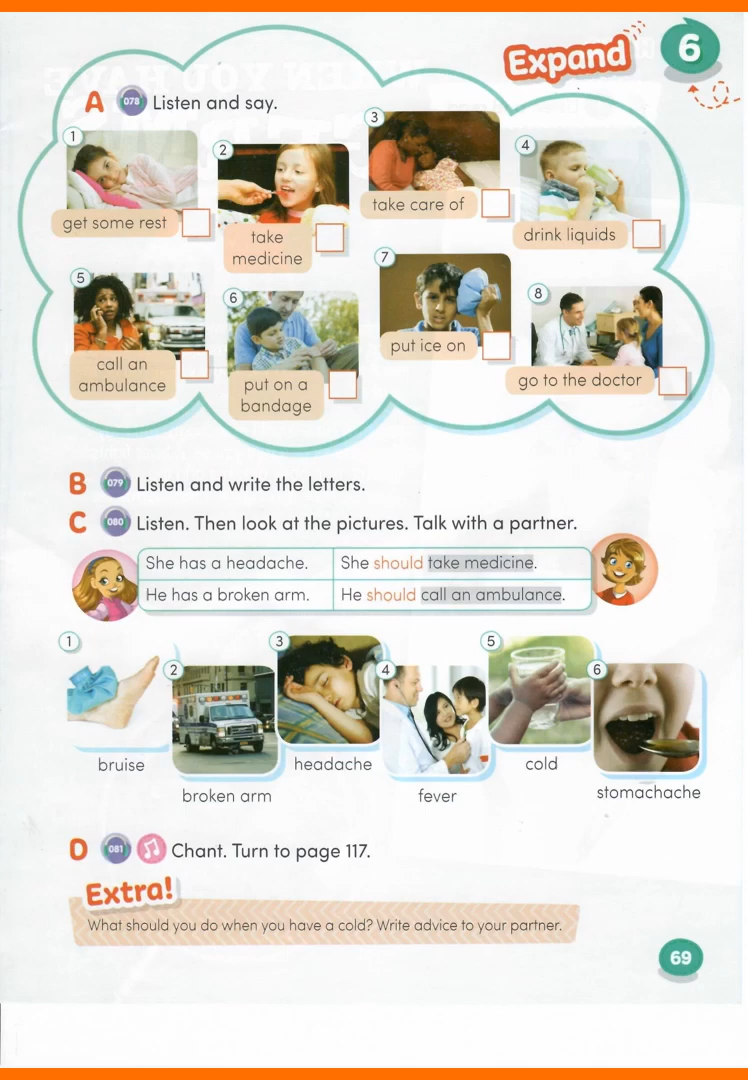 Expand 6
A 078 Listen and say.
1
get some rest
2
take
medicine
3
take care of
4
drink liquids
5
call an
ambulance
6
put on a
bandage
7
put ice on
8
go to the doctor
B 079 Listen and write the letters.
C 080 Listen. Then look at the pictures. Talk with a partner.
She has a headache. She should take medicine.
He has a broken arm. He should call an ambulance.
1
bruise
2
broken arm
3
headache
4
fever
5
cold
6
stomachache
D 081 Chant. Turn to page 117.
Extra!
What should you do when you have a cold? Write advice to your partner.
69